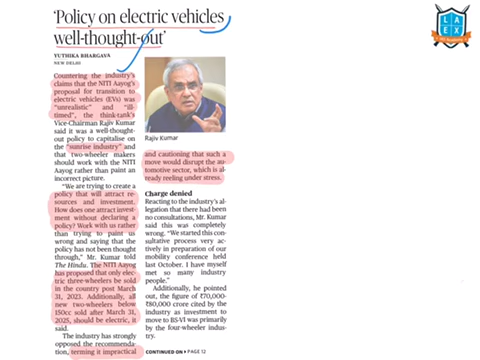 ‘Policy on electric vehicles
well-thought-out’
YUTHIKA BHARGAVA
NEW DELHI
Countering the industry’s
claims that the NITI Aayog’s
proposal for transition to
electric vehicles (EVs) was
“unrealistic” and “ill-
timed”, the think-tank’s
Vice-Chairman Rajiv Kumar
said it was a well-thought-
out policy to capitalise on
the “sunrise industry” and
that two-wheeler makers
should work with the NITI
Aayog rather than paint an
incorrect picture.
“We are trying to create a
policy that will attract re-
sources and investment.
How does one attract invest-
ment without declaring a
policy? Work with us rather
than trying to paint us
wrong and saying that the
policy has not been thought
through,” Mr. Kumar told
The Hindu. The NITI Aayog
has proposed that only elec-
tric three-wheelers be sold
in the country post March
31, 2023. Additionally, all
new two-wheelers below
150cc sold after March 31,
2025, should be electric, it
said.
The industry has strongly
opposed the recommenda-
tion, terming it impractical
Rajiv Kumar
and cautioning that such a
move would disrupt the au-
tomotive sector, which is al-
ready reeling under stress.
Charge denied
Reacting to the industry’s al-
legation that there had been
no consultations, Mr. Kumar
said this was completely
wrong. “We started this con-
sultative process very acti-
vely in preparation of our
mobility conference held
last October. I have myself
met so many industry
people.”
Additionally, he pointed
out, the figure of ₹70,000-
₹80,000 crore cited by the
industry as investment to
move to BS-VI was primarily
by the four-wheeler indus-
try.
CONTINUED ON ▸ PAGE 12
LA
EX